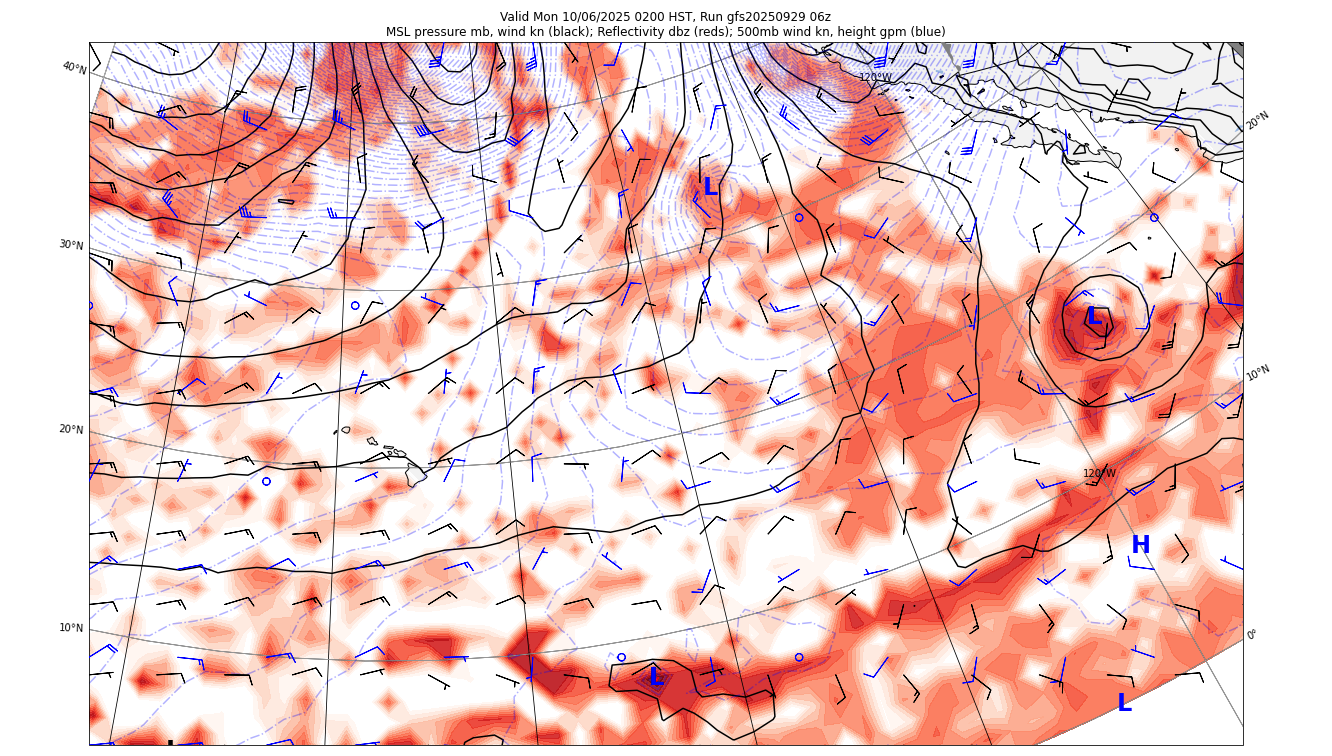 Valid Mon 10/06/2025 0200 HST, Run gfs20250929 06z
MSL pressure mb, wind kn (black); Reflectivity dbz (reds); 500mb wind kn, height gpm (blue)
40°N
120°W
20°N
L
30°N
L
10°N
20°N
120°W
H
10°N
0°
L
L